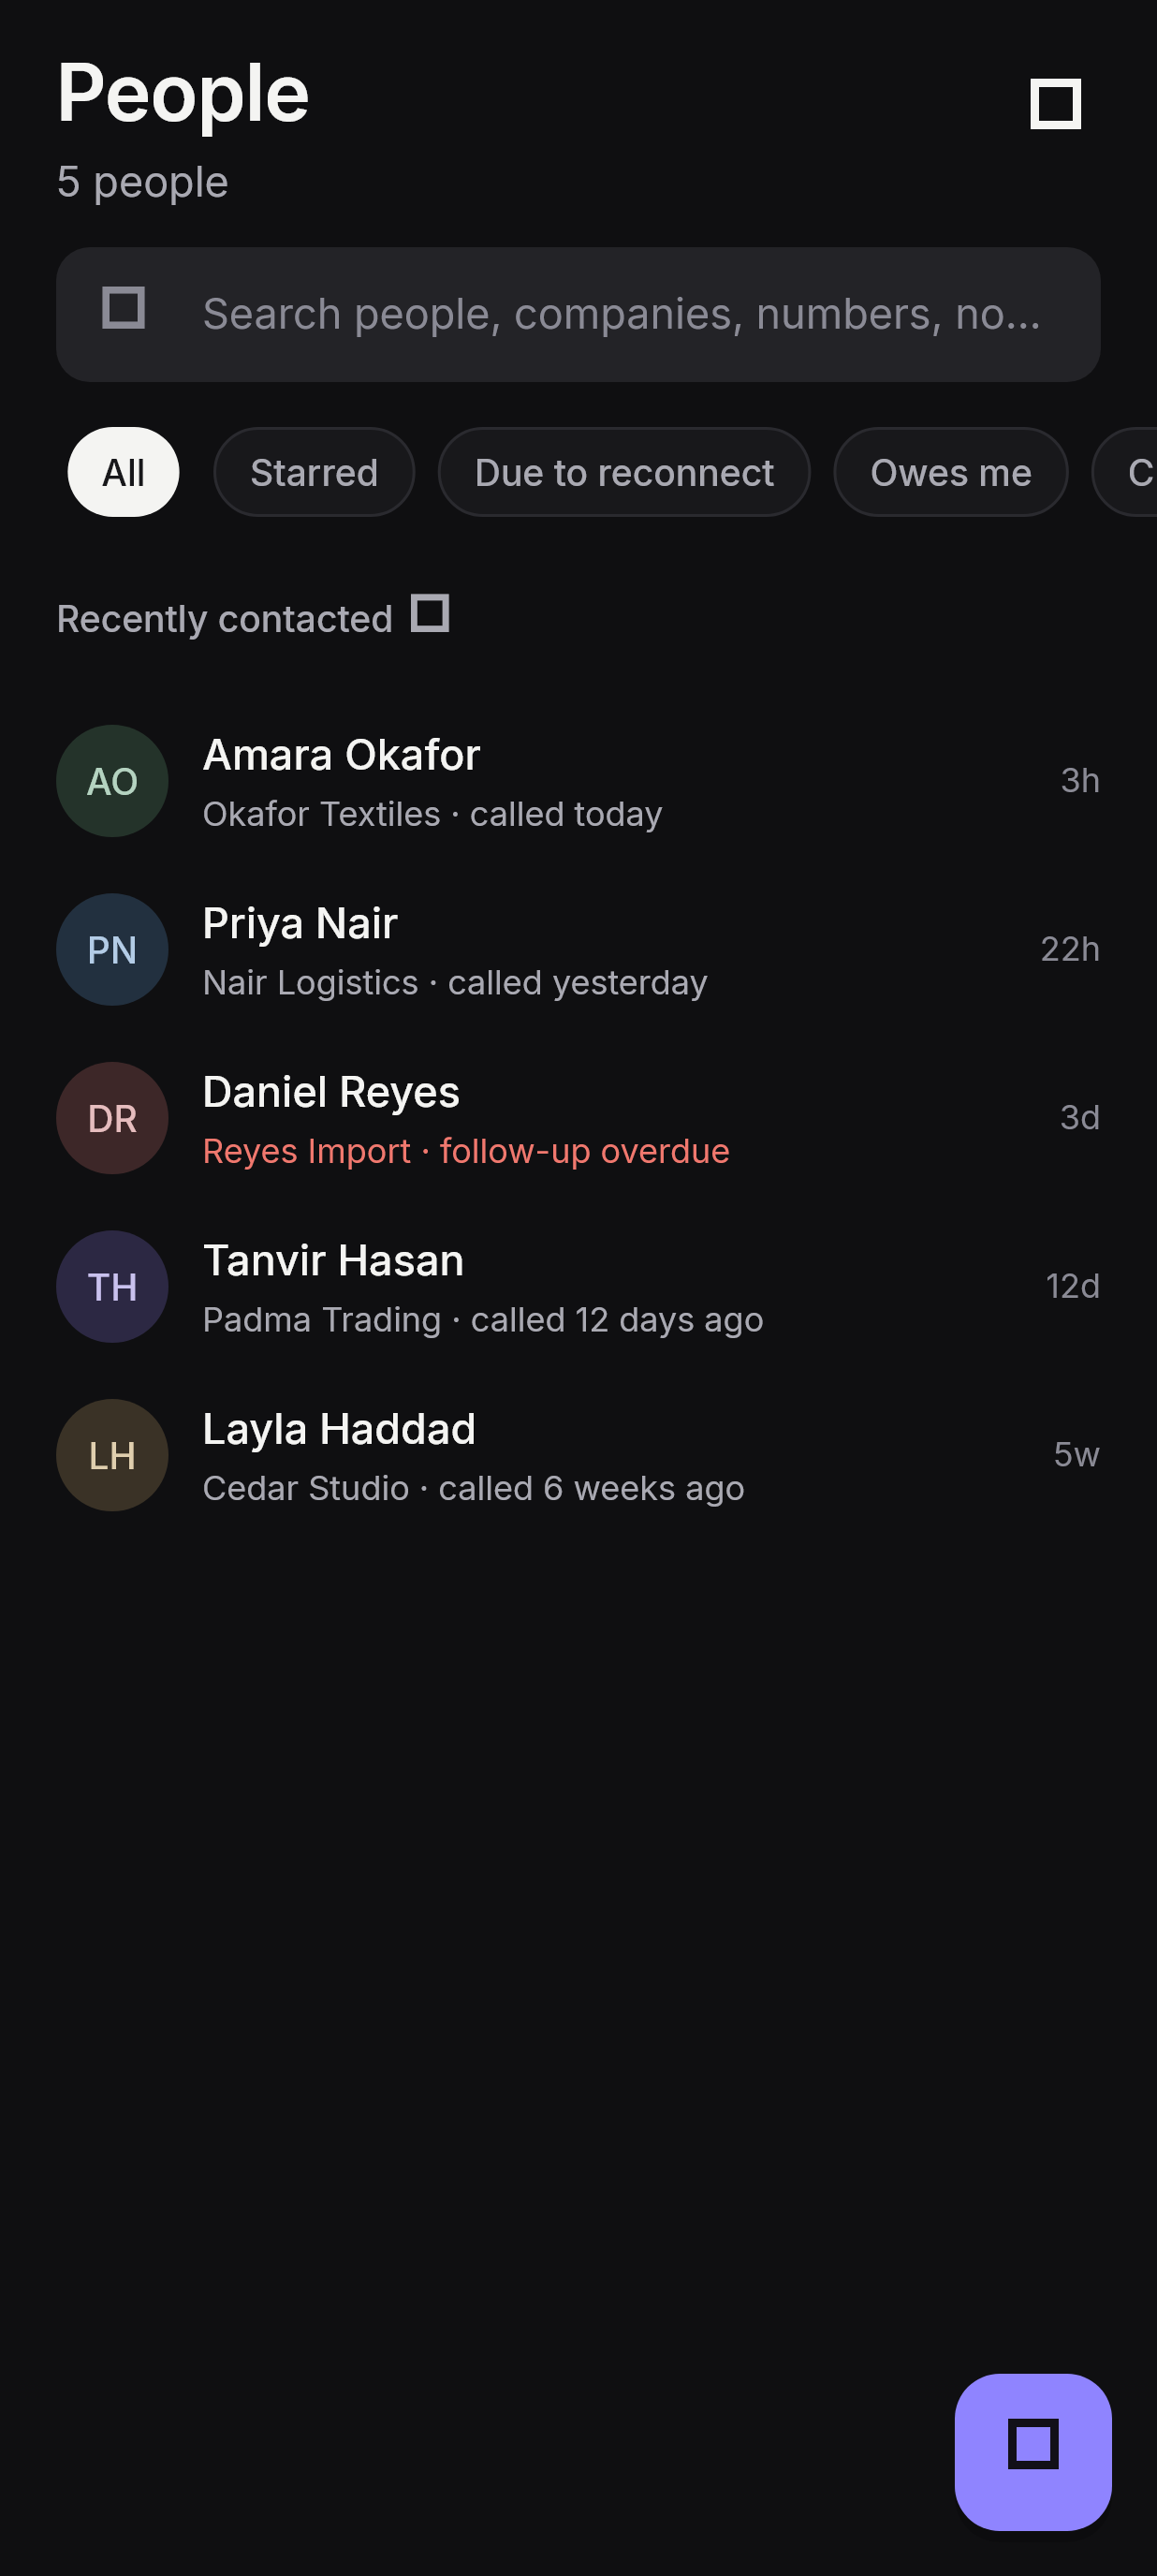 People
5 people
Search people, companies, numbers, no...
All
Starred
Due to reconnect
Owes me
C
Recently contacted
AO
Amara Okafor
Okafor Textiles · called today
3h
PN
Priya Nair
Nair Logistics · called yesterday
22h
DR
Daniel Reyes
Reyes Import · follow-up overdue
3d
TH
Tanvir Hasan
Padma Trading · called 12 days ago
12d
LH
Layla Haddad
Cedar Studio · called 6 weeks ago
5w